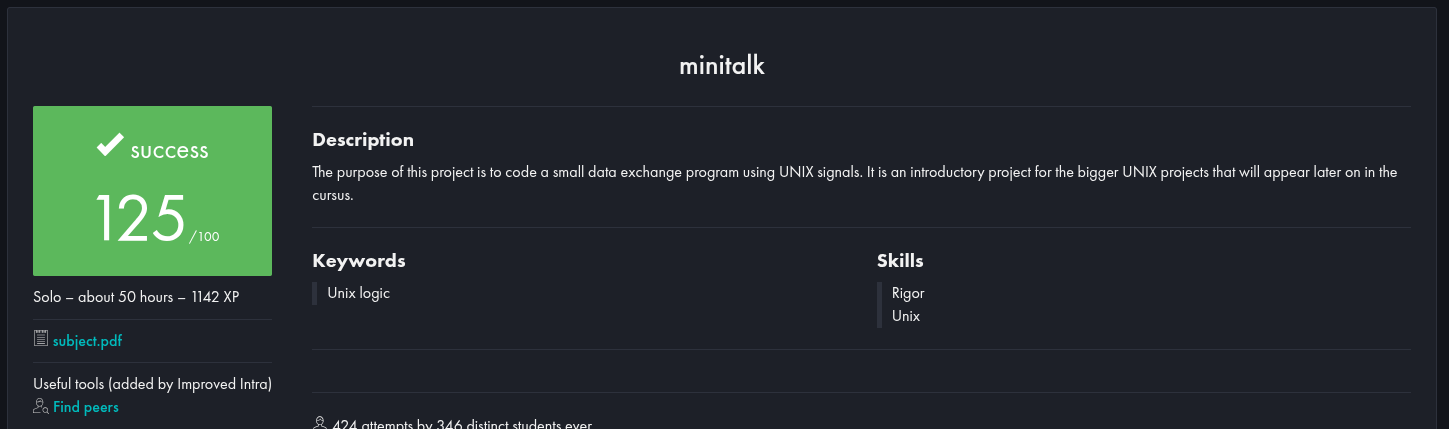 minitalk
success
125/100
Solo – about 50 hours – 1142 XP
subject.pdf
Useful tools (added by Improved Intra)
Find peers
Description
The purpose of this project is to code a small data exchange program using UNIX signals. It is an introductory project for the bigger UNIX projects that will appear later on in the
cursus.
Keywords
Unix logic
Skills
Rigor
Unix
424 attempts by 346 distinct students ever